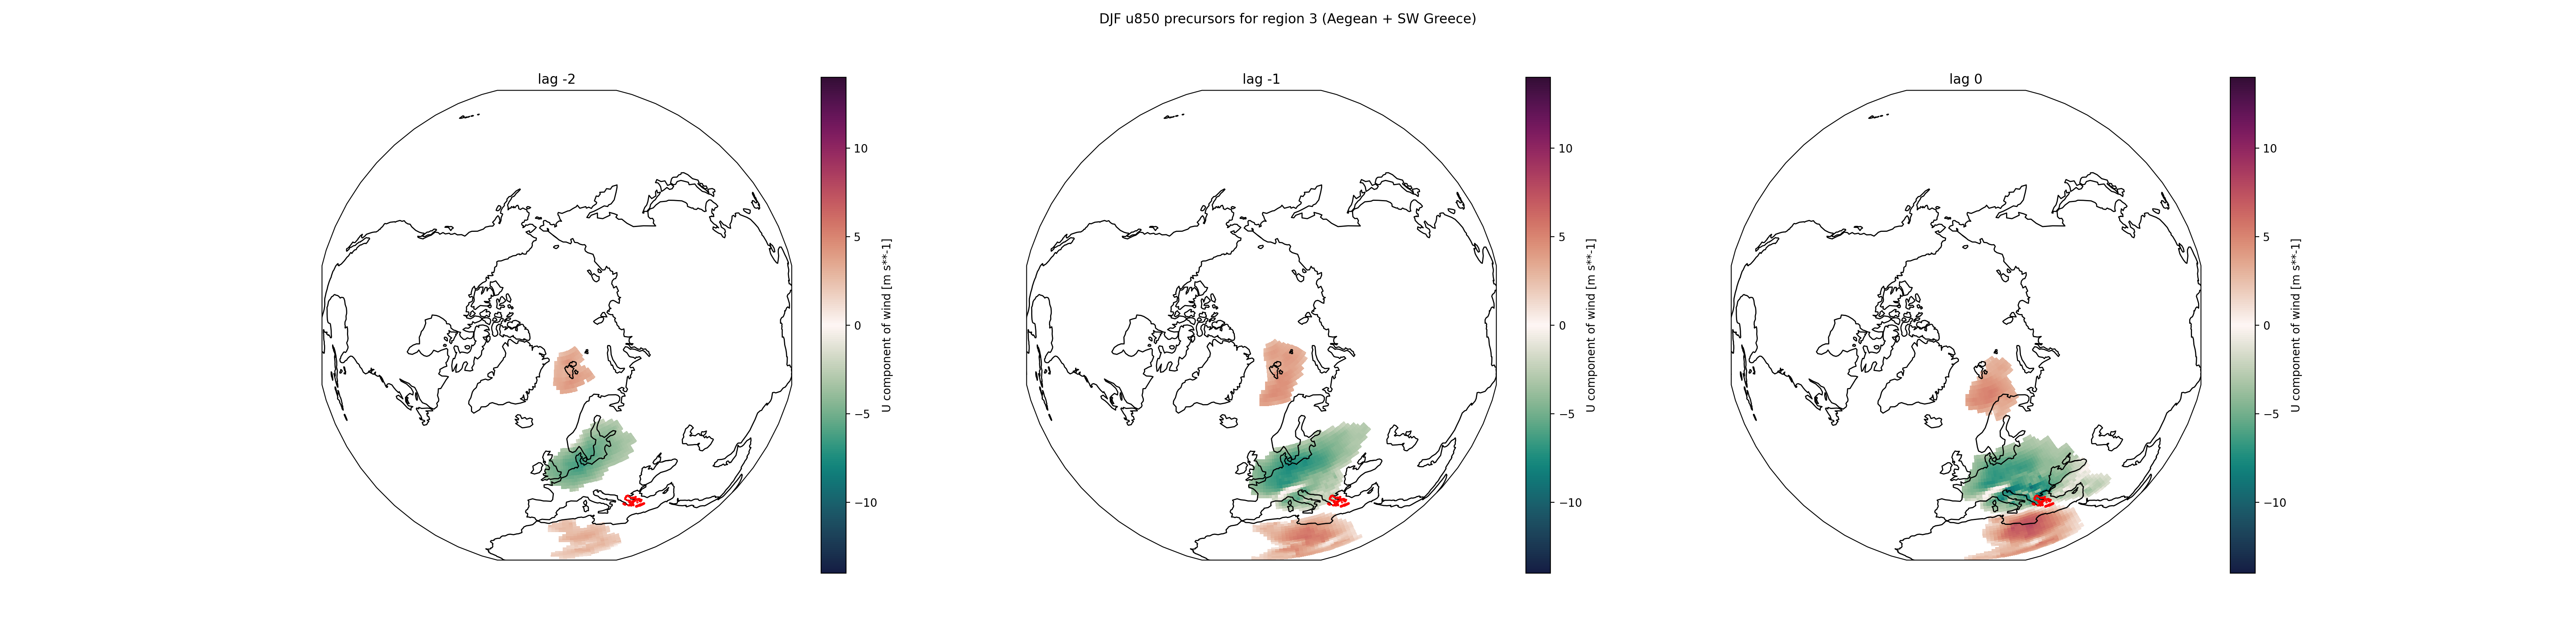 DJF u850 precursors for region 3 (Aegean + SW Greece)
lag -2
10
5
0
−5
−10
U component of wind [m s**-1]
lag -1
10
5
0
−5
−10
U component of wind [m s**-1]
lag 0
10
5
0
−5
−10
U component of wind [m s**-1]